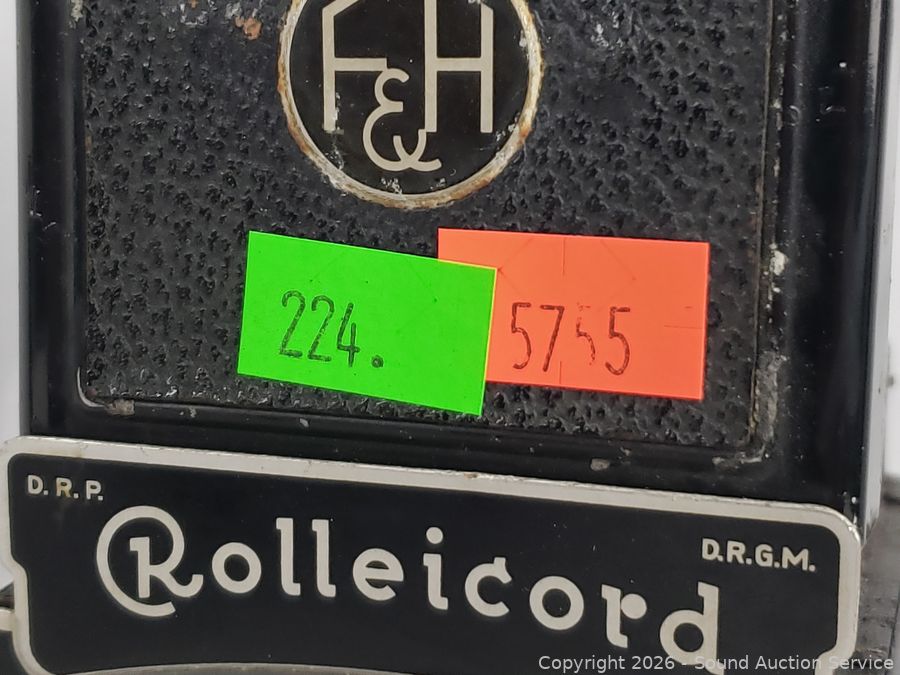 F&H
224.
5755
D.R.P.
D.R.G.M.
Rolleicord
Copyright 2026 - Sound Auction Service